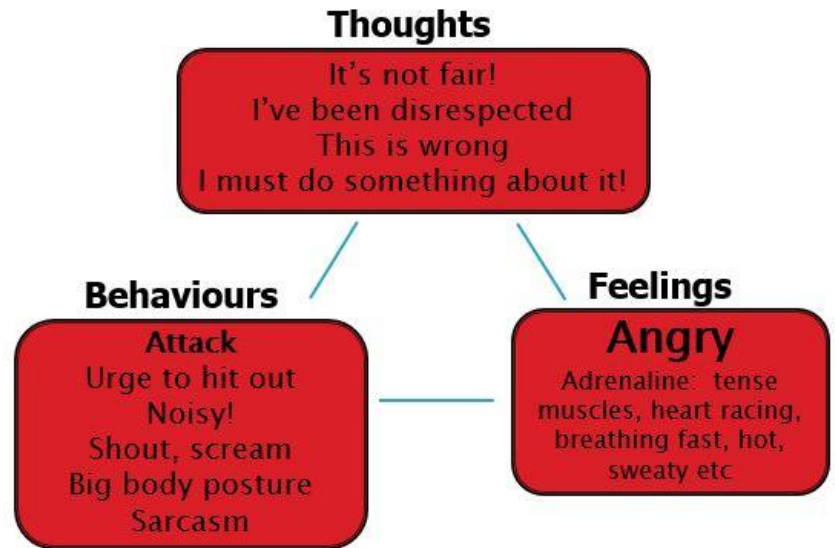 Thoughts
It's not fair!
I've been disrespected
This is wrong
I must do something about it!
Behaviours
Attack
Urge to hit out
Noisy!
Shout, scream
Big body posture
Sarcasm
Feelings
Angry
Adrenaline: tense
muscles, heart racing,
breathing fast, hot,
sweaty etc